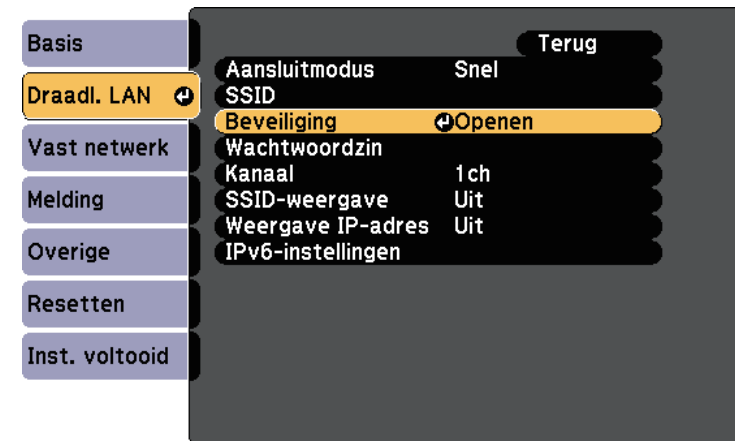 Basis
Draadl. LAN
Vast netwerk
Melding
Overige
Resetten
Inst. voltooid
Terug
Aansluitmodus Snel
SSID
Beveiliging Openen
Wachtwoordzin
Kanaal 1ch
SSID-weergave Uit
Weergave IP-adres Uit
IPv6-instellingen